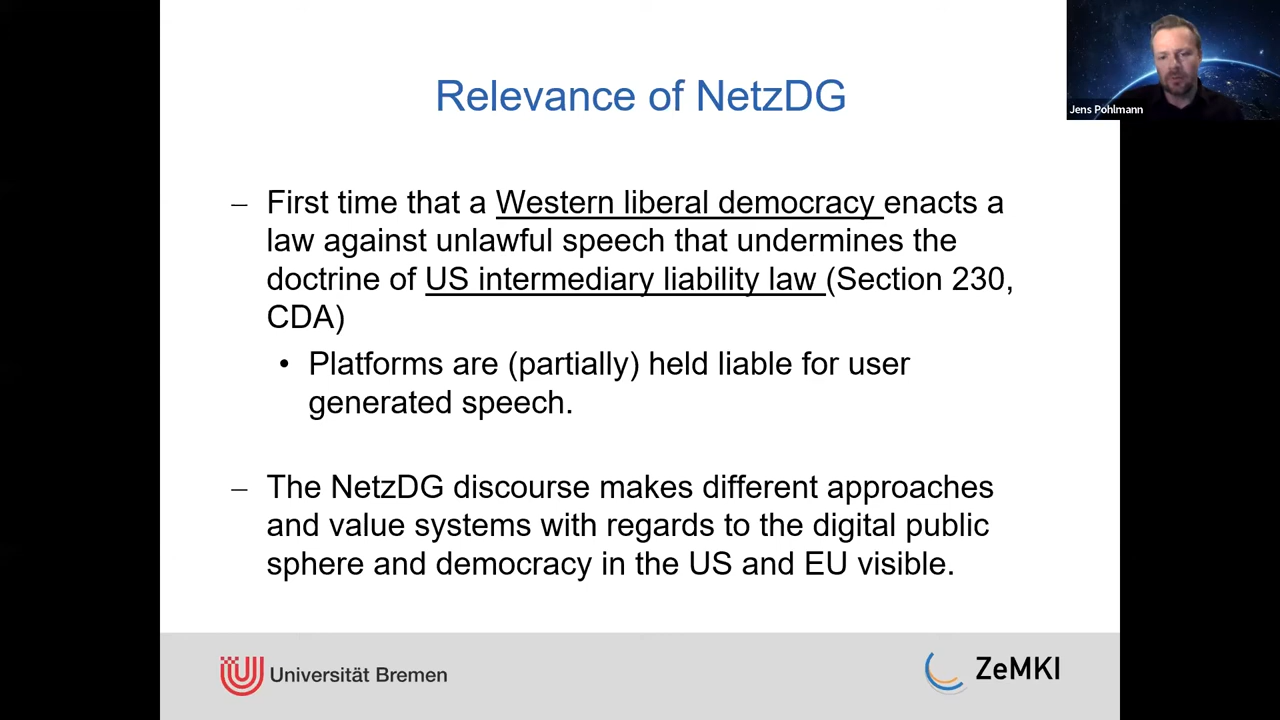 Relevance of NetzDG
Jens Pohlmann
– First time that a Western liberal democracy enacts a
law against unlawful speech that undermines the
doctrine of US intermediary liability law (Section 230,
CDA)
• Platforms are (partially) held liable for user
generated speech.
– The NetzDG discourse makes different approaches
and value systems with regards to the digital public
sphere and democracy in the US and EU visible.
Universität Bremen
ZeMKI